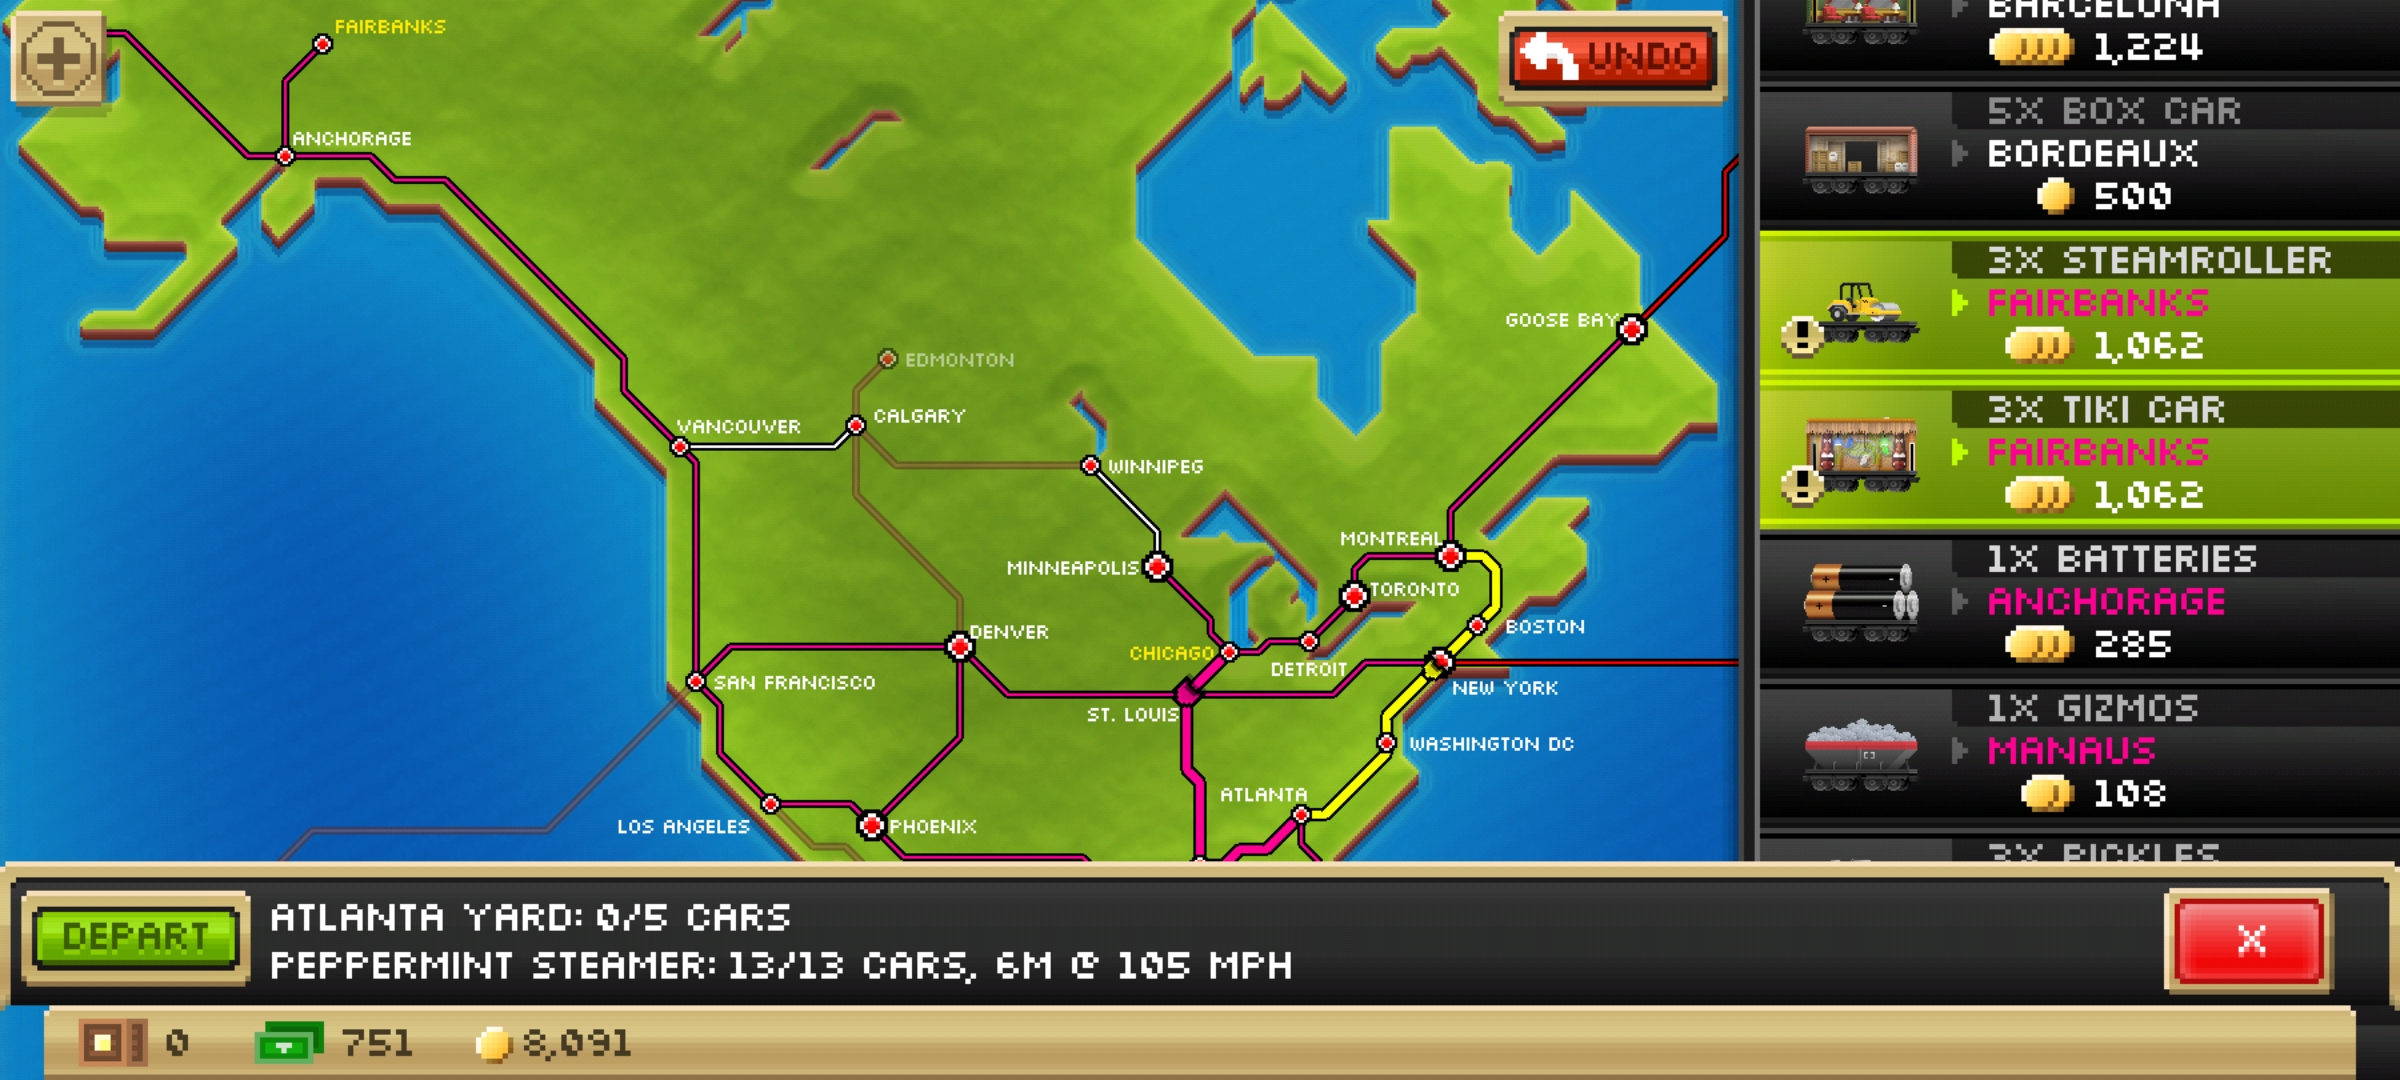 FAIRBANKS
ANCHORAGE
UNDO
EDMONTON
CALGARY
VANCOUVER
WINNIPEG
GOOSE BAY
MINNEAPOLIS
MONTREAL
TORONTO
BOSTON
DENVER
CHICAGO
DETROIT
NEW YORK
SAN FRANCISCO
ST. LOUIS
WASHINGTON DC
ATLANTA
LOS ANGELES
PHOENIX
BARCELONA
1,224
5X BOX CAR
BORDEAUX
500
3X STEAMROLLER
FAIRBANKS
1,062
3X TIKI CAR
FAIRBANKS
1,062
1X BATTERIES
ANCHORAGE
285
1X GIZMOS
MANAUS
108
3X PICKLES
DEPART
ATLANTA YARD: 0/5 CARS
PEPPERMINT STEAMER: 13/13 CARS, 6M @ 105 MPH
X
0
751
8,091